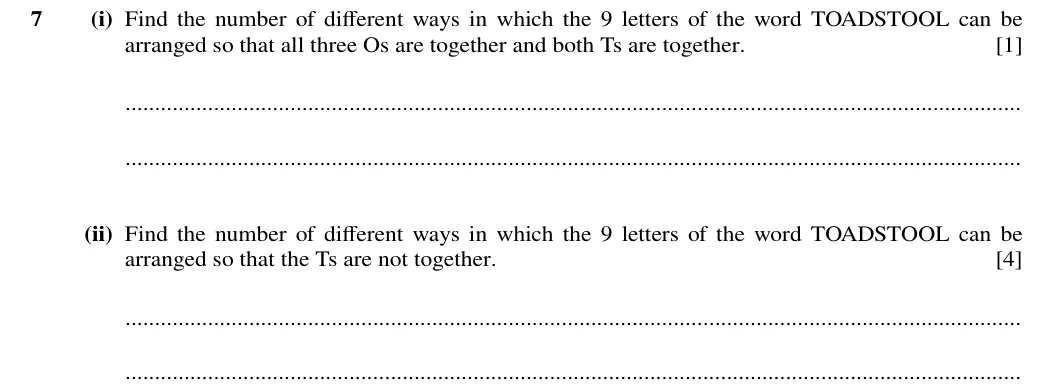 7 (i) Find the number of different ways in which the 9 letters of the word TOADSTOOL can be
arranged so that all three Os are together and both Ts are together. [1]
................................................................................................................................................................
................................................................................................................................................................
(ii) Find the number of different ways in which the 9 letters of the word TOADSTOOL can be
arranged so that the Ts are not together. [4]
................................................................................................................................................................
................................................................................................................................................................